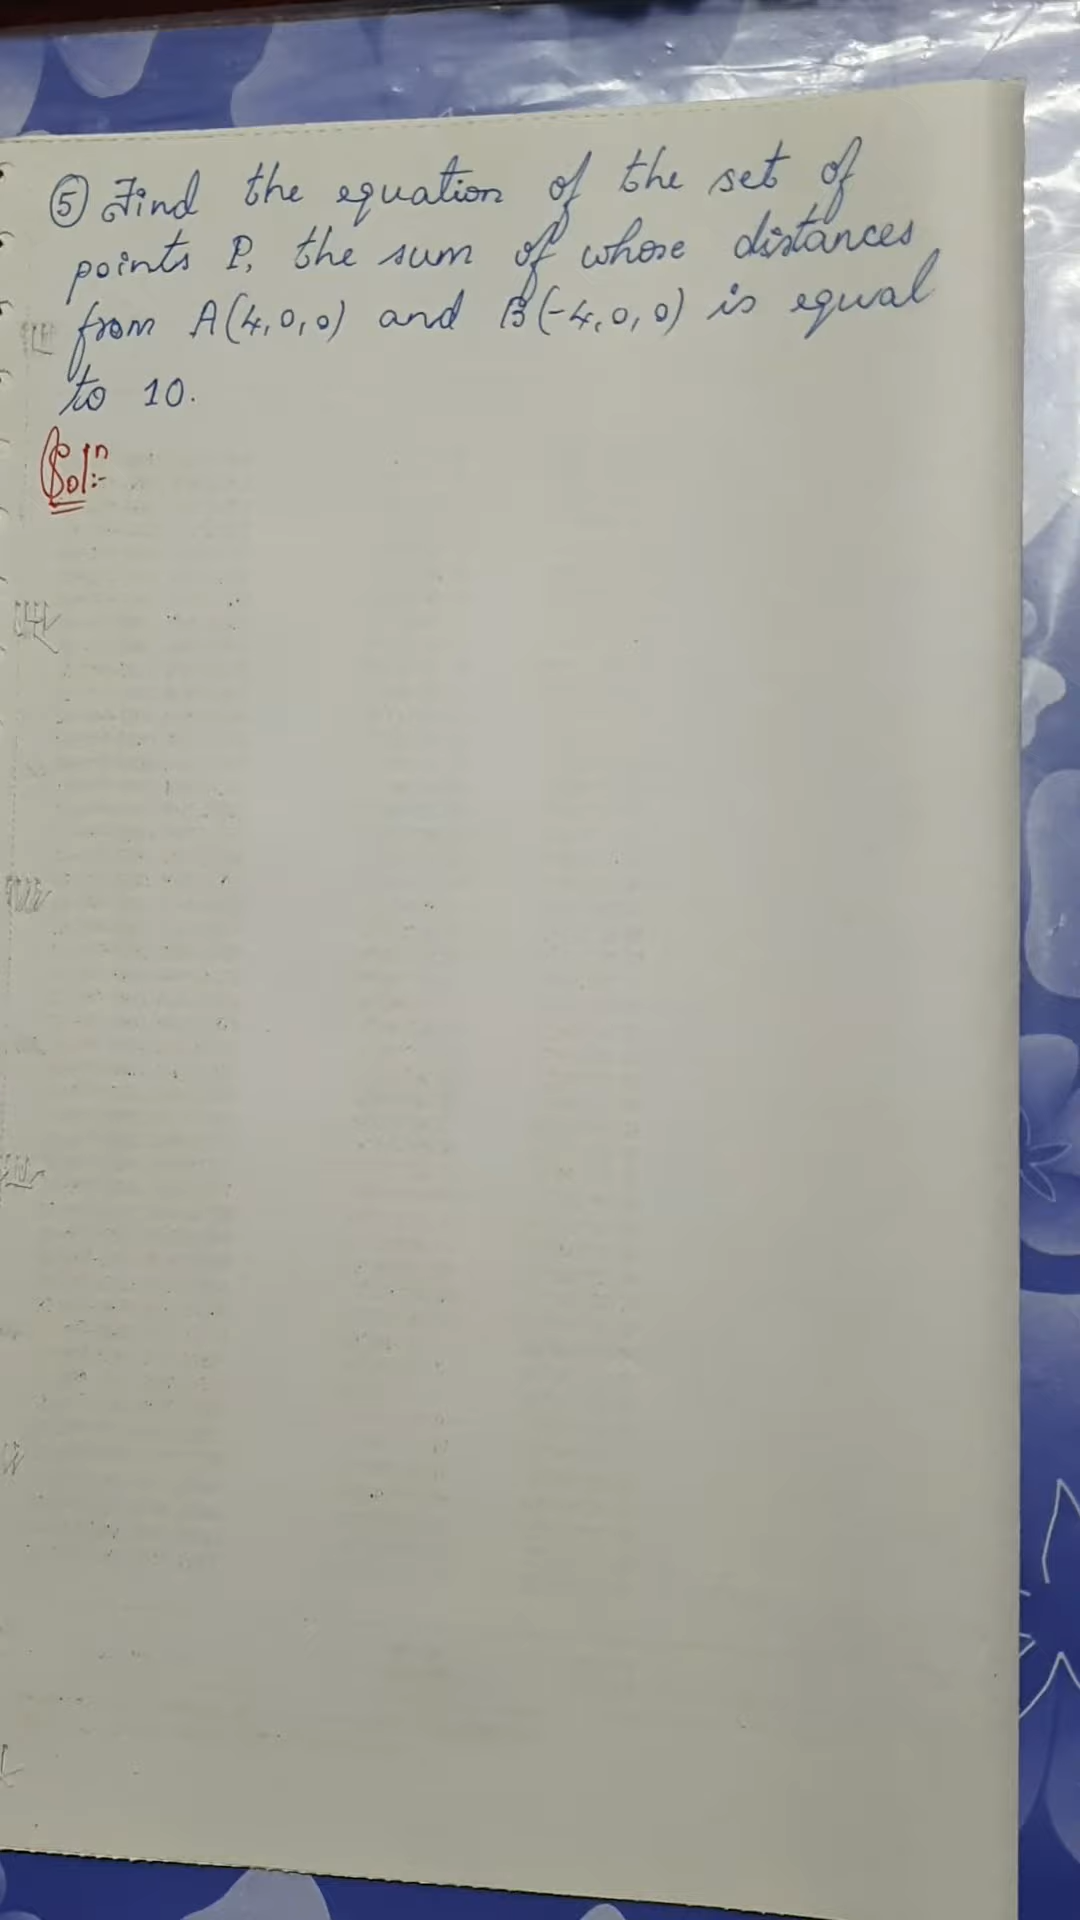 ⑤ Find the equation of the set of
points P, the sum of whose distances
from A(4,0,0) and B(-4,0,0) is equal
to 10.
Solⁿ:-